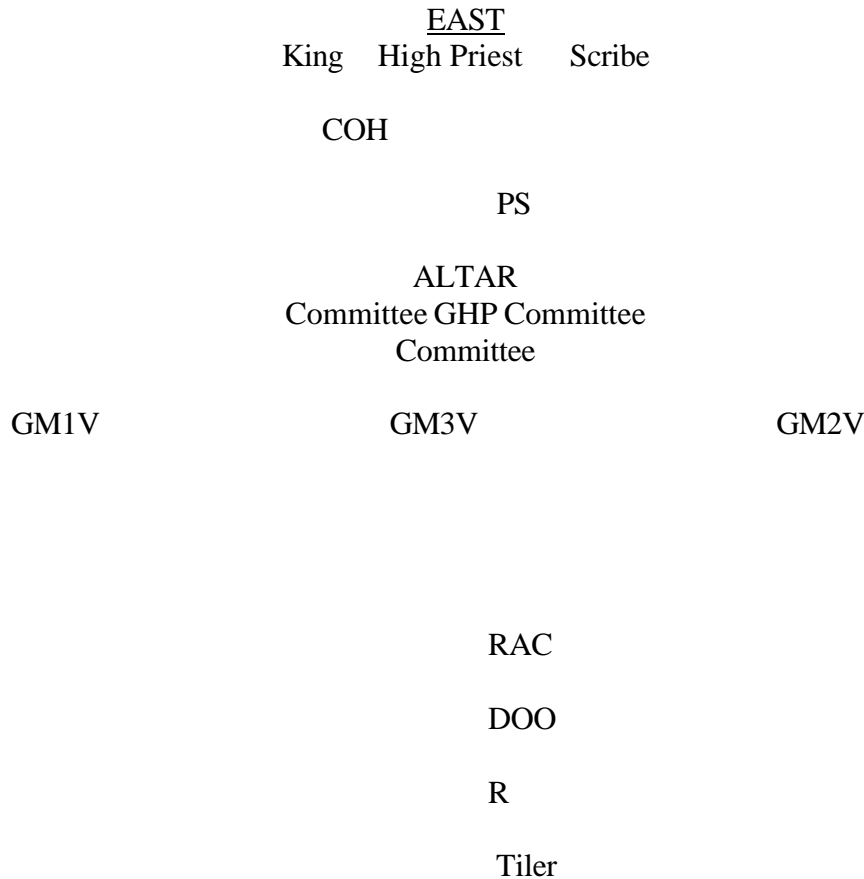 EAST
King High Priest Scribe
COH
PS
ALTAR
Committee GHP Committee
Committee
GM1V GM3V GM2V
RAC
DOO
R
Tiler